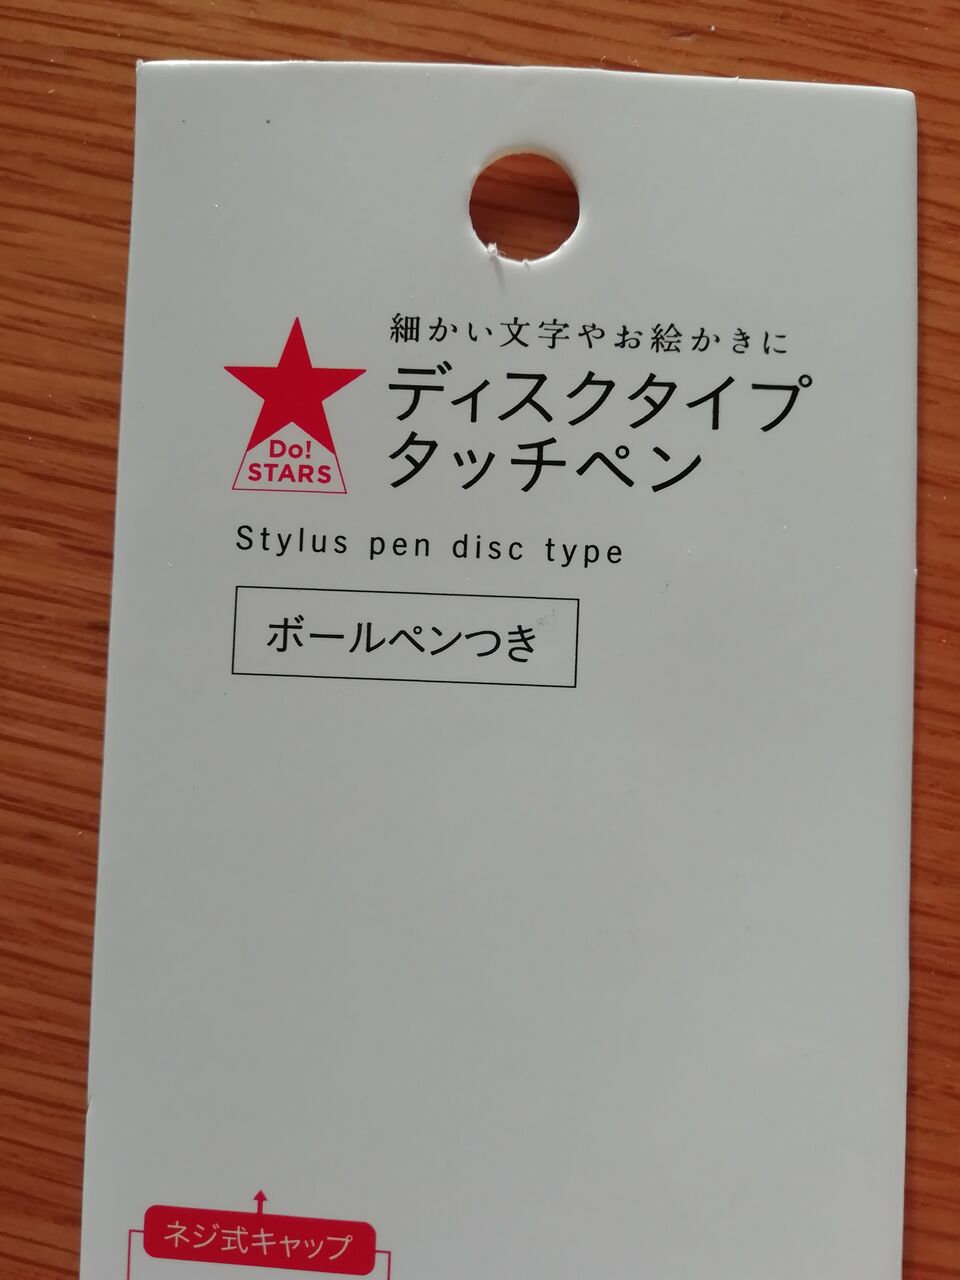 細かい文字やお絵かきに
ディスクタイプ
タッチペン
Do!
STARS
Stylus pen disc type
ボールペンつき
ネジ式キャップ